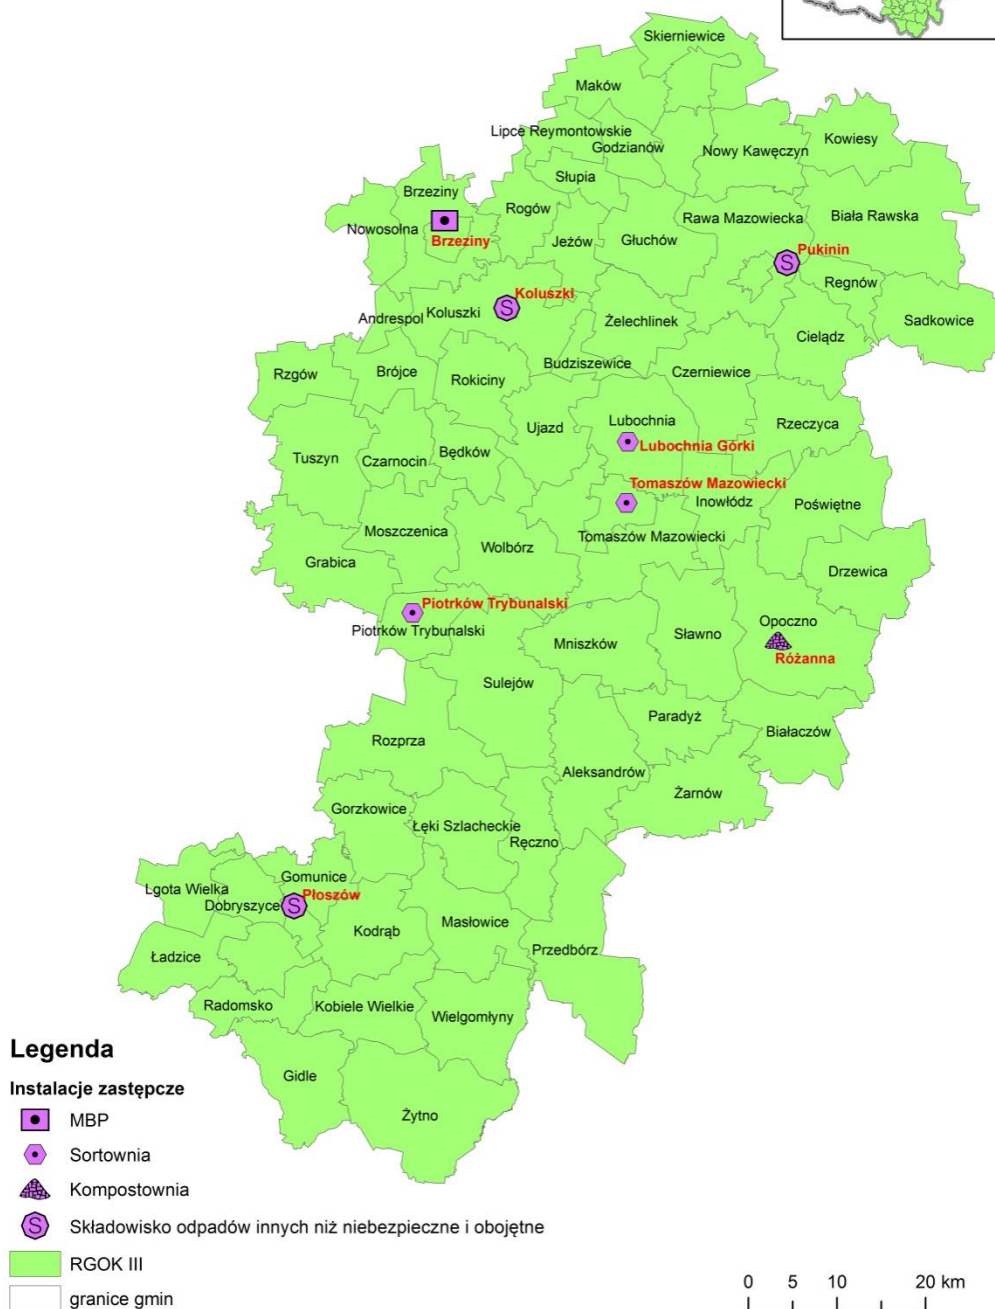 Skierniewice
Maków
Lipce Reymontowskie
Godzianów
Nowy Kawęczyn
Kowiesy
Słupia
Brzeziny
Rogów
Nowosolna
Brzeziny
Jeżów
Głuchów
Rawa Mazowiecka
Biała Rawska
Pukinin
Regnów
Koluszki
Andrespol
Koluszki
Żelechlinek
Sadkowice
Cielądz
Budziszewice
Rzgów
Brójce
Rokiciny
Czerniewice
Ujazd
Lubochnia
Rzeczyca
Lubochnia Górki
Tuszyn
Czarnocin
Będków
Tomaszów Mazowiecki
Inowłódz
Poświętne
Moszczenica
Wolbórz
Tomaszów Mazowiecki
Grabica
Drzewica
Piotrków Trybunalski
Piotrków Trybunalski
Mniszków
Sławno
Opoczno
Różanna
Sulejów
Paradyż
Białaczów
Rozprza
Aleksandrów
Żarnów
Gorzkowice
Łęki Szlacheckie
Ręczno
Gomunice
Lgota Wielka
Dobryszyce
Płoszów
Kodrąb
Masłowice
Przedbórz
Ładzice
Radomsko
Kobiele Wielkie
Wielgomłyny
Gidle
Żytno
Legenda
Instalacje zastępcze
MBP
Sortownia
Kompostownia
S Składowisko odpadów innych niż niebezpieczne i obojętne
RGOK III
granice gmin
0 5 10 20 km